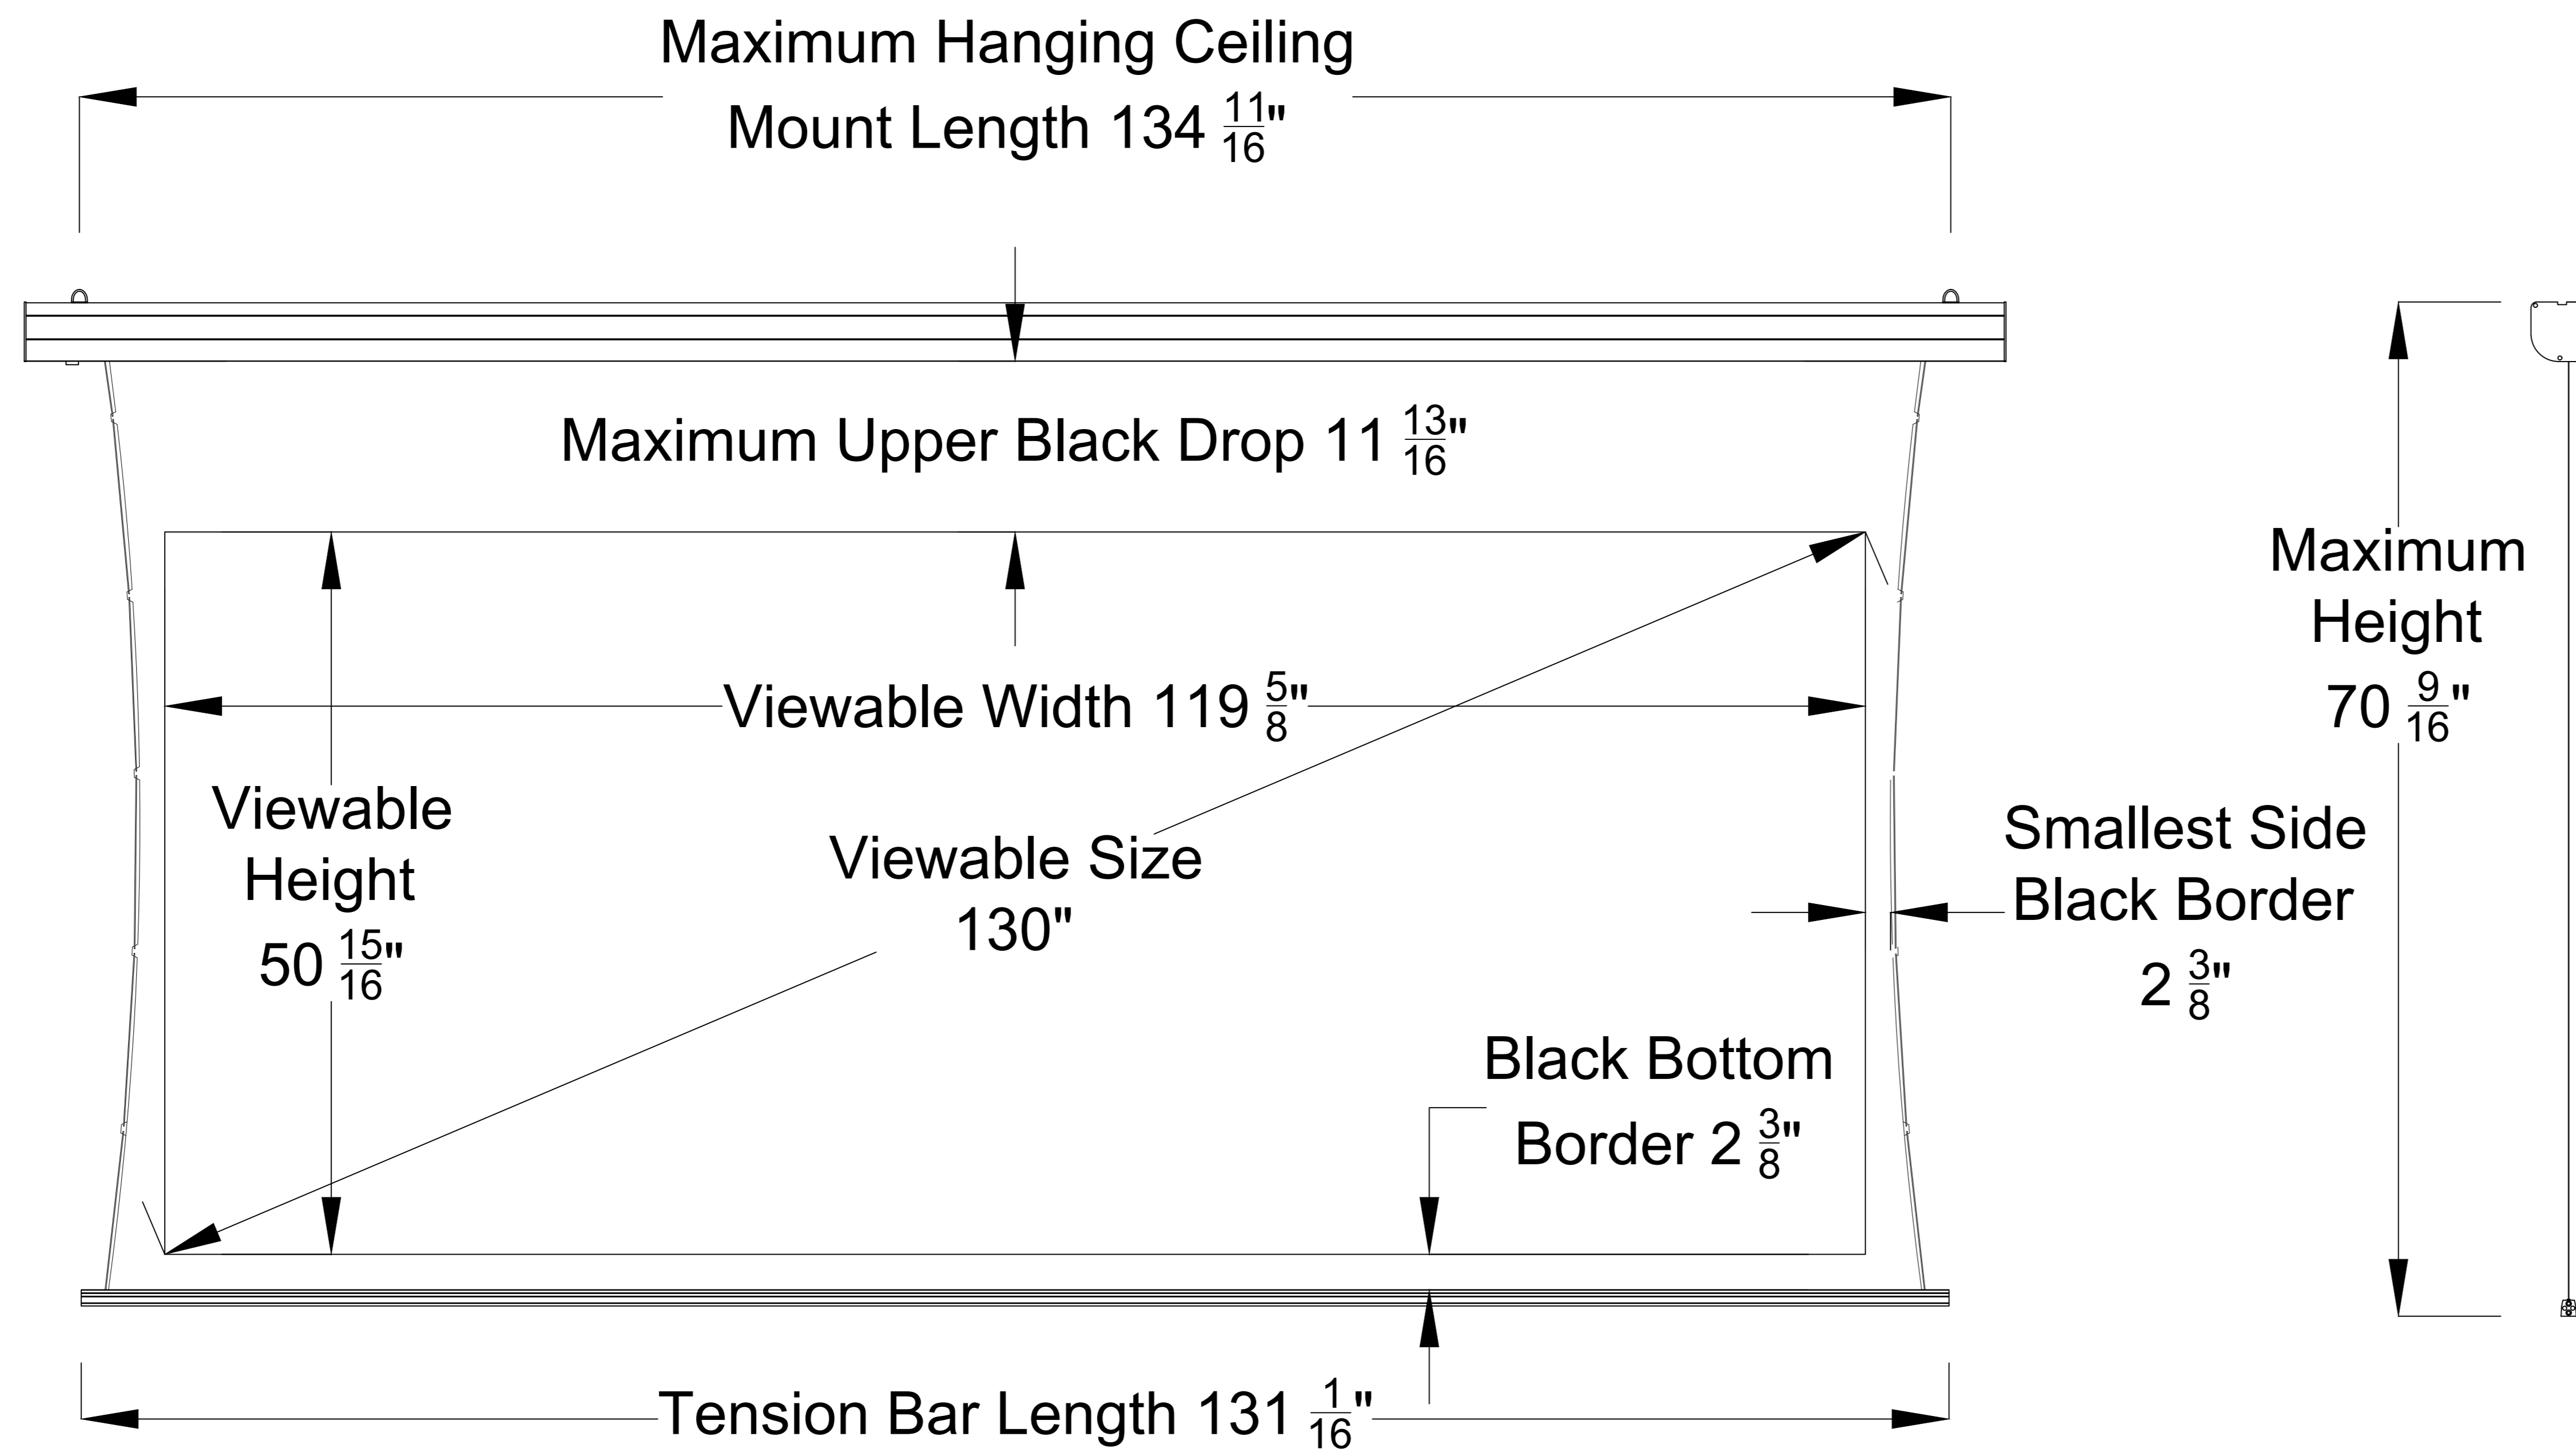 Maximum Hanging Ceiling
Mount Length 134 11/16"
Maximum Upper Black Drop 11 13/16"
Viewable Width 119 5/8"
Viewable
Height
50 15/16"
Viewable Size
130"
Black Bottom
Border 2 3/8"
Smallest Side
Black Border
2 3/8"
Maximum
Height
70 9/16"
Tension Bar Length 131 1/16"